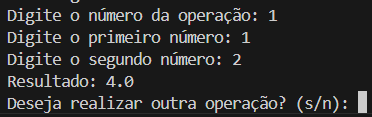 Digite o número da operação: 1
Digite o primeiro número: 1
Digite o segundo número: 2
Resultado: 4.0
Deseja realizar outra operação? (s/n):